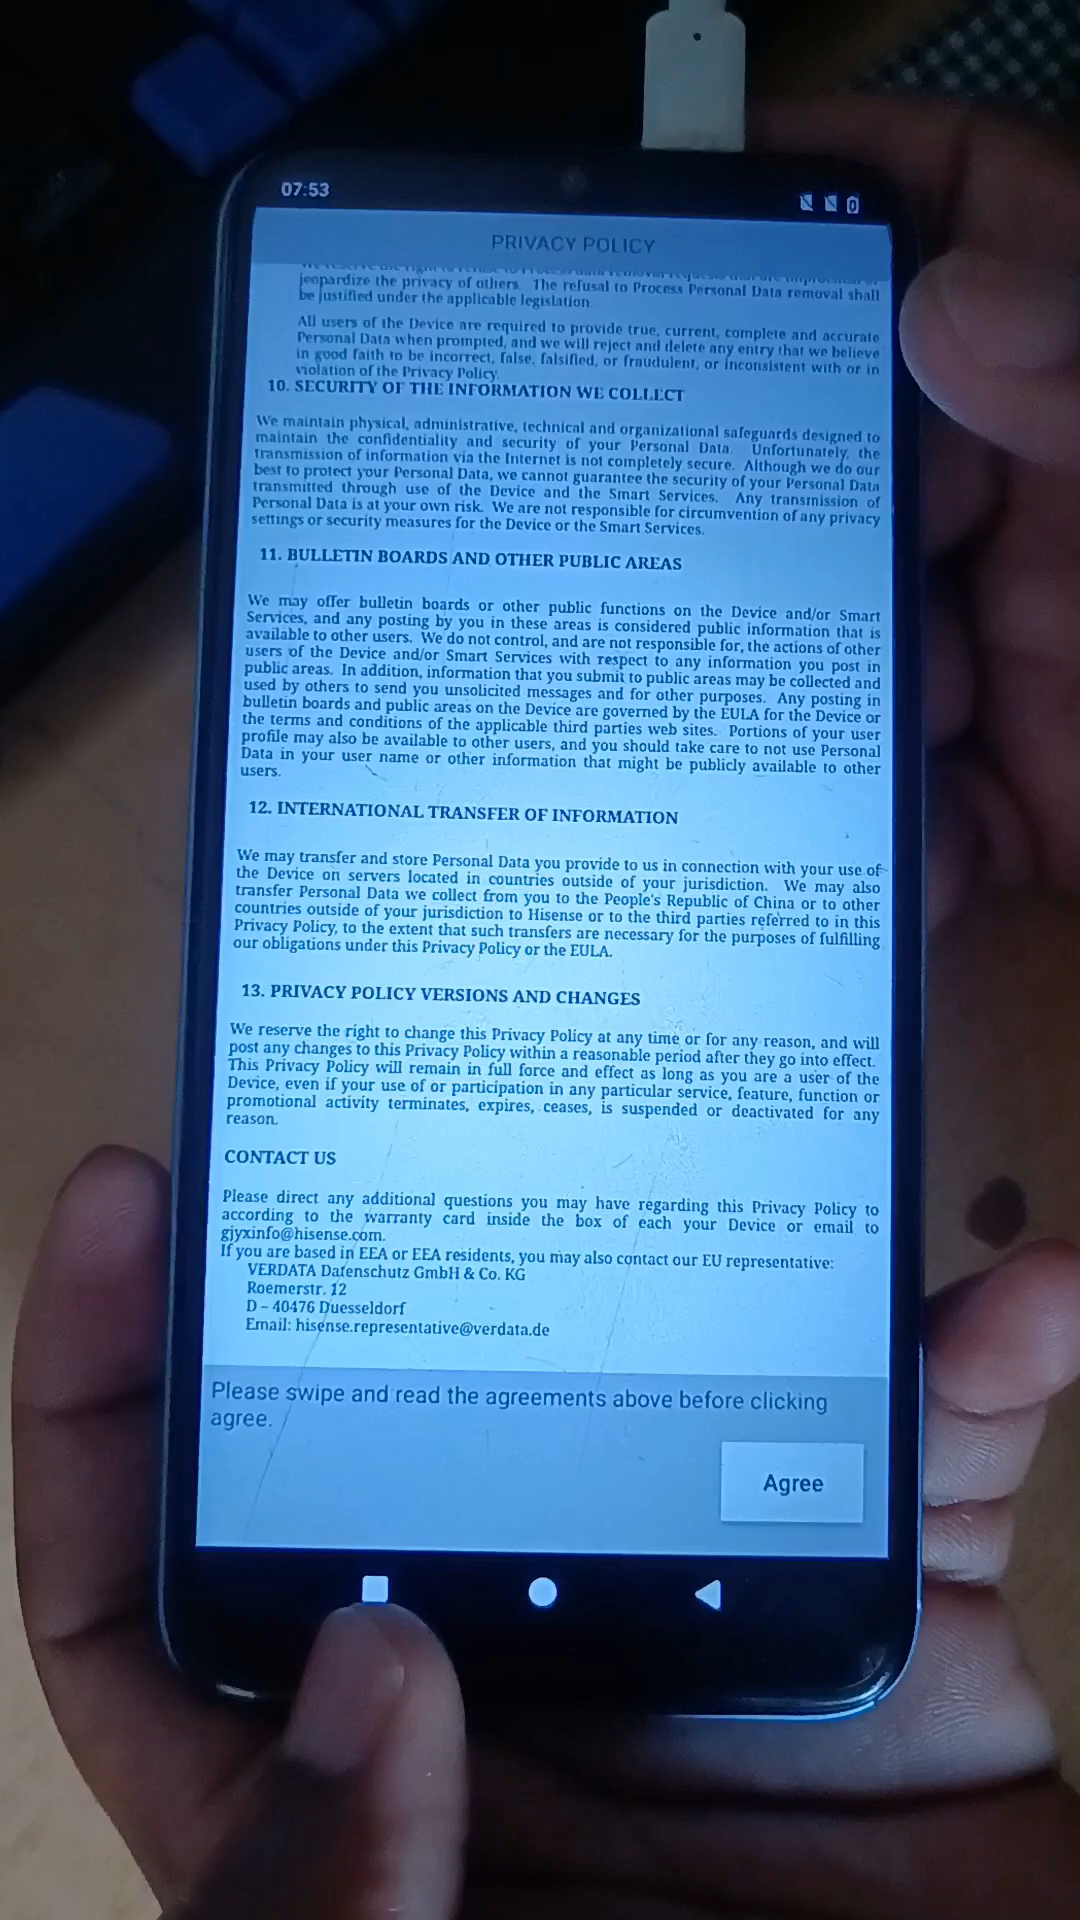 07:53
PRIVACY POLICY
jeopardize the privacy of others. The refusal to Process Personal Data removal shall
be justified under the applicable legislation
All users of the Device are required to provide true, current, complete and accurate
Personal Data when prompted, and we will reject and delete any entry that we believe
in good faith to be incorrect, false, falsified, or fraudulent, or inconsistent with or in
violation of the Privacy Policy.
10. SECURITY OF THE INFORMATION WE COLLECT
We maintain physical, administrative, technical and organizational safeguards designed to
maintain the confidentiality and security of your Personal Data. Unfortunately, the
transmission of information via the Internet is not completely secure. Although we do our
best to protect your Personal Data, we cannot guarantee the security of your Personal Data
transmitted through use of the Device and the Smart Services. Any transmission of
Personal Data is at your own risk. We are not responsible for circumvention of any privacy
settings or security measures for the Device or the Smart Services.
11. BULLETIN BOARDS AND OTHER PUBLIC AREAS
We may offer bulletin boards or other public functions on the Device and/or Smart
Services, and any posting by you in these areas is considered public information that is
available to other users. We do not control, and are not responsible for, the actions of other
users of the Device and/or Smart Services with respect to any information you post in
public areas. In addition, information that you submit to public areas may be collected and
used by others to send you unsolicited messages and for other purposes. Any posting in
bulletin boards and public areas on the Device are governed by the EULA for the Device or
the terms and conditions of the applicable third parties web sites. Portions of your user
profile may also be available to other users, and you should take care to not use Personal
Data in your user name or other information that might be publicly available to other
users.
12. INTERNATIONAL TRANSFER OF INFORMATION
We may transfer and store Personal Data you provide to us in connection with your use of
the Device on servers located in countries outside of your jurisdiction. We may also
transfer Personal Data we collect from you to the People's Republic of China or to other
countries outside of your jurisdiction to Hisense or to the third parties referred to in this
Privacy Policy, to the extent that such transfers are necessary for the purposes of fulfilling
our obligations under this Privacy Policy or the EULA.
13. PRIVACY POLICY VERSIONS AND CHANGES
We reserve the right to change this Privacy Policy at any time or for any reason, and will
post any changes to this Privacy Policy within a reasonable period after they go into effect.
This Privacy Policy will remain in full force and effect as long as you are a user of the
Device, even if your use of or participation in any particular service, feature, function or
promotional activity terminates, expires, ceases, is suspended or deactivated for any
reason.
CONTACT US
Please direct any additional questions you may have regarding this Privacy Policy to
according to the warranty card inside the box of each your Device or email to
gjyxinfo@hisense.com.
If you are based in EEA or EEA residents, you may also contact our EU representative:
VERDATA Datenschutz GmbH & Co. KG
Roemerstr. 12
D – 40476 Duesseldorf
Email: hisense.representative@verdata.de
Please swipe and read the agreements above before clicking
agree.
Agree